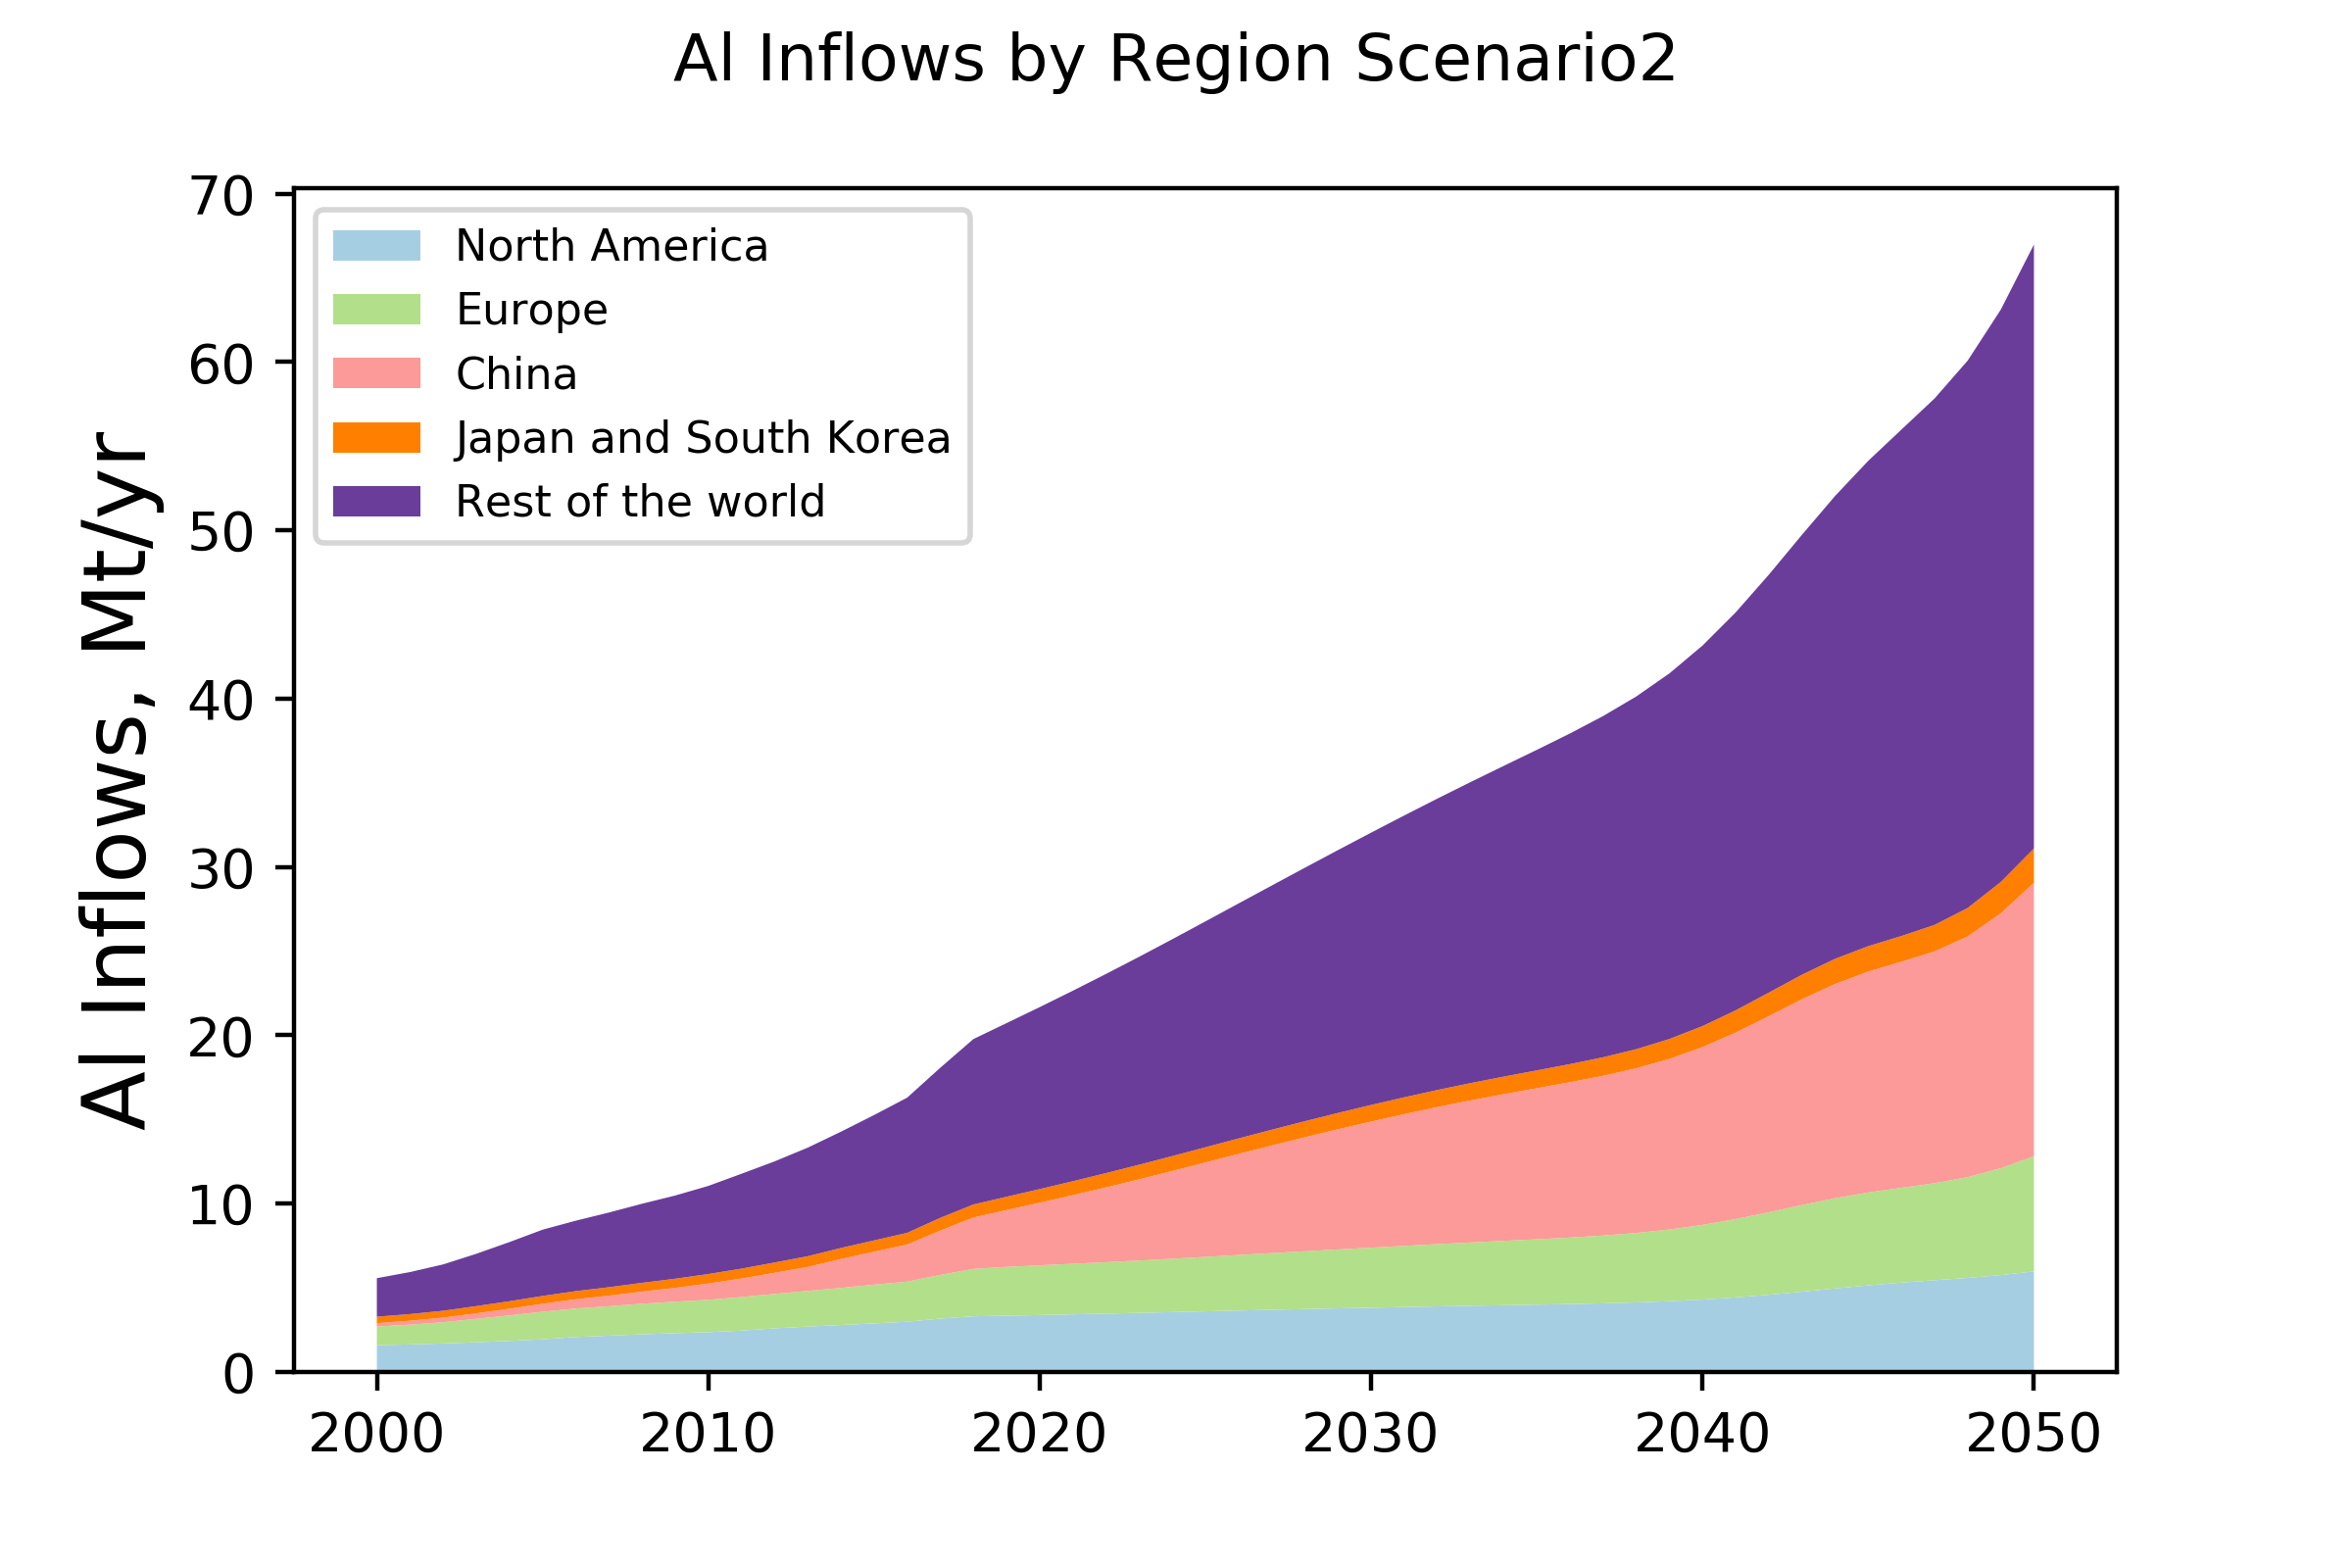 Al Inflows by Region Scenario2
Al Inflows, Mt/yr
70
60
50
40
30
20
10
0
North America
Europe
China
Japan and South Korea
Rest of the world
2000 2010 2020 2030 2040 2050